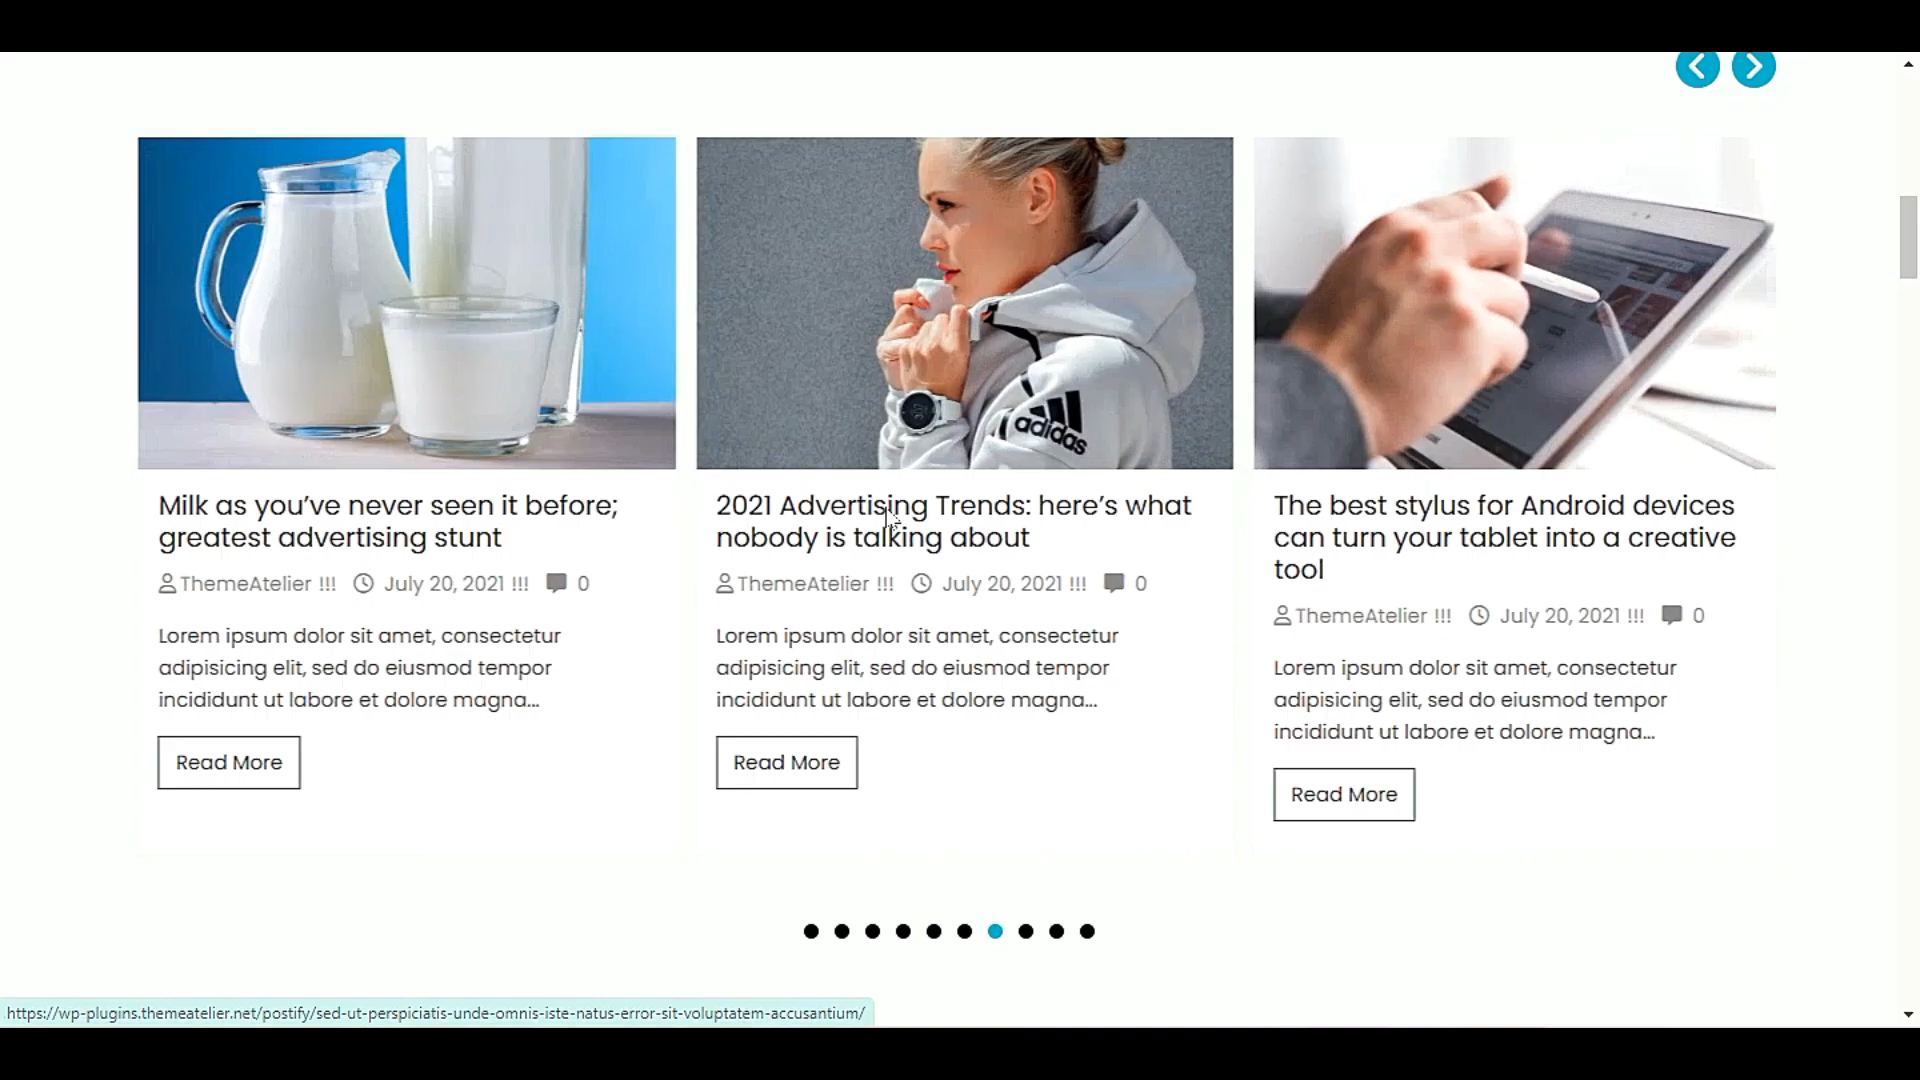 adidas
Milk as you’ve never seen it before;
greatest advertising stunt
ThemeAtelier !!! July 20, 2021 !!! 0
Lorem ipsum dolor sit amet, consectetur
adipisicing elit, sed do eiusmod tempor
incididunt ut labore et dolore magna...
Read More
2021 Advertising Trends: here’s what
nobody is talking about
ThemeAtelier !!! July 20, 2021 !!! 0
Lorem ipsum dolor sit amet, consectetur
adipisicing elit, sed do eiusmod tempor
incididunt ut labore et dolore magna...
Read More
The best stylus for Android devices
can turn your tablet into a creative
tool
ThemeAtelier !!! July 20, 2021 !!! 0
Lorem ipsum dolor sit amet, consectetur
adipisicing elit, sed do eiusmod tempor
incididunt ut labore et dolore magna...
Read More
https://wp-plugins.themeatelier.net/postify/sed-ut-perspiciatis-unde-omnis-iste-natus-error-sit-voluptatem-accusantium/